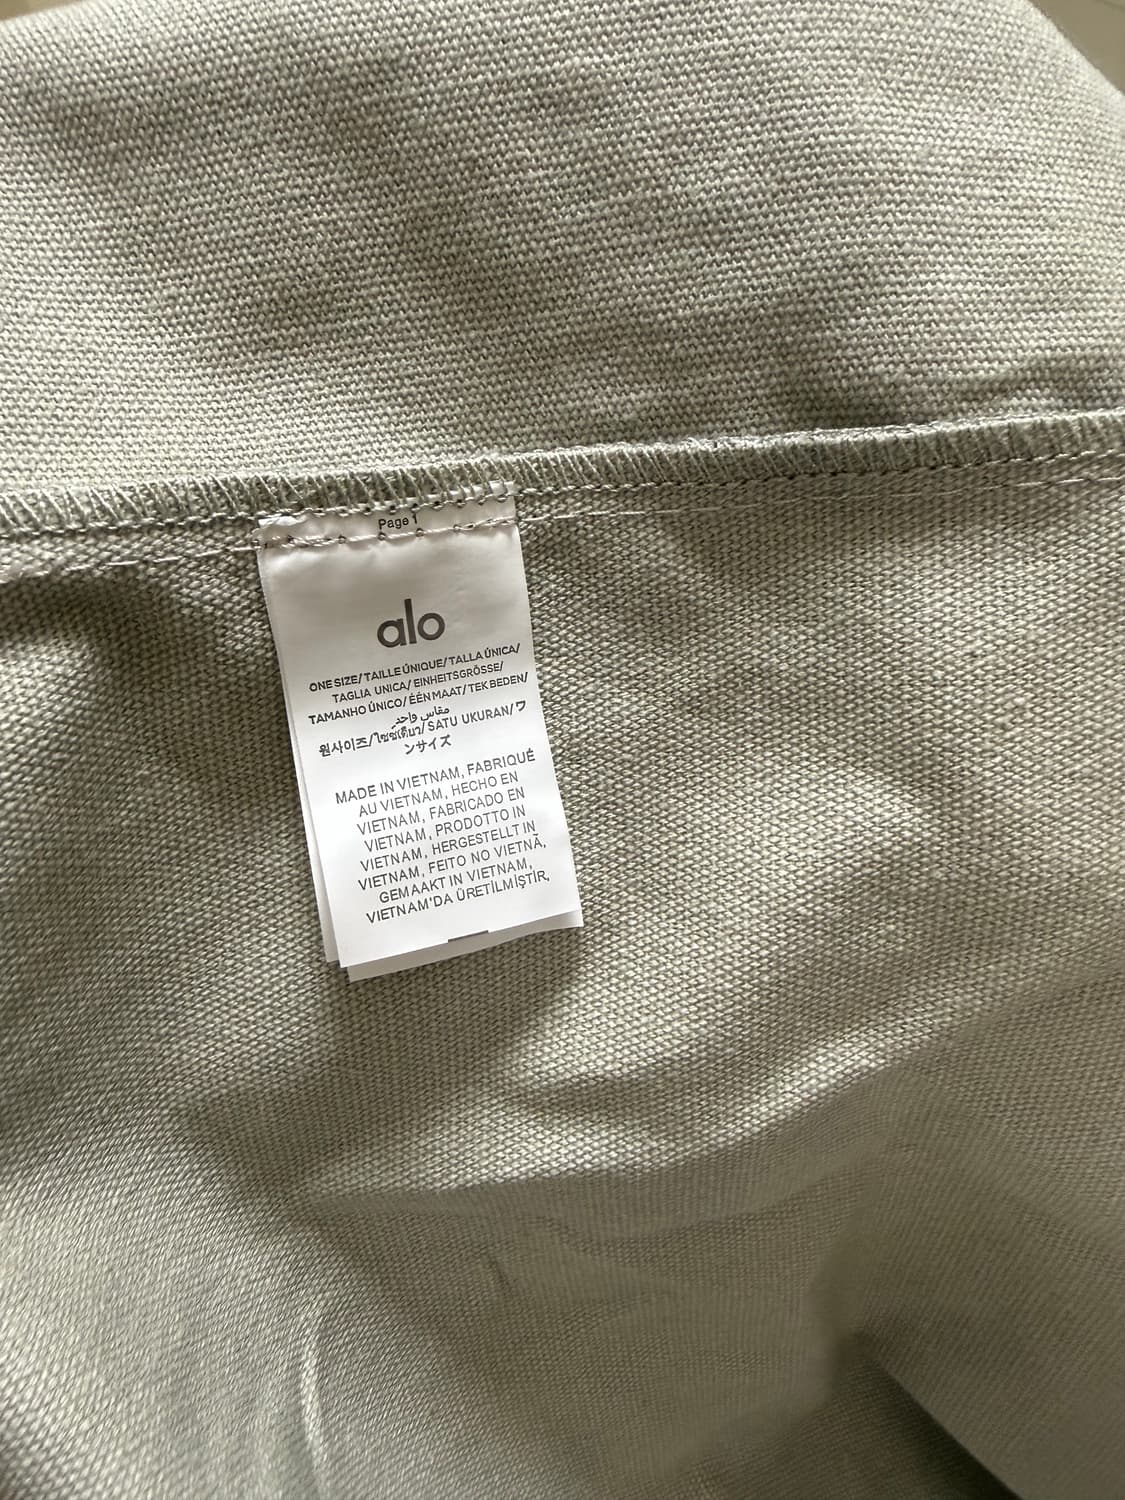 Page 1
alo
ONE SIZE/TAILLE ÚNIQUE/TALLA ÚNICA/
TAGLIA UNICA/EINHEITSGRÖSSE/
TAMANHO ÚNICO/ÉÉN MAAT/TEK BEDEN/
مقاس واحد
원사이즈/ไซซ์เดียว/SATU UKURAN/ワ
ンサイズ
MADE IN VIETNAM, FABRIQUÉ
AU VIETNAM, HECHO EN
VIETNAM, FABRICADO EN
VIETNAM, PRODOTTO IN
VIETNAM, HERGESTELLT IN
VIETNAM, FEITO NO VIETNÃ,
GEMAAKT IN VIETNAM,
VIETNAM'DA ÜRETİLMİŞTİR,